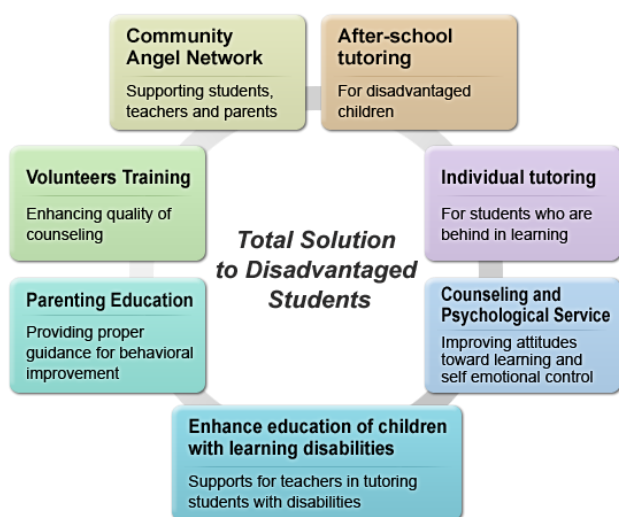 Community
Angel Network
Supporting students,
teachers and parents
After-school
tutoring
For disadvantaged
children
Volunteers Training
Enhancing quality of
counseling
Individual tutoring
For students who are
behind in learning
Total Solution
to Disadvantaged
Students
Parenting Education
Providing proper
guidance for behavioral
improvement
Counseling and
Psychological Service
Improving attitudes
toward learning and
self emotional control
Enhance education of children
with learning disabilities
Supports for teachers in tutoring
students with disabilities